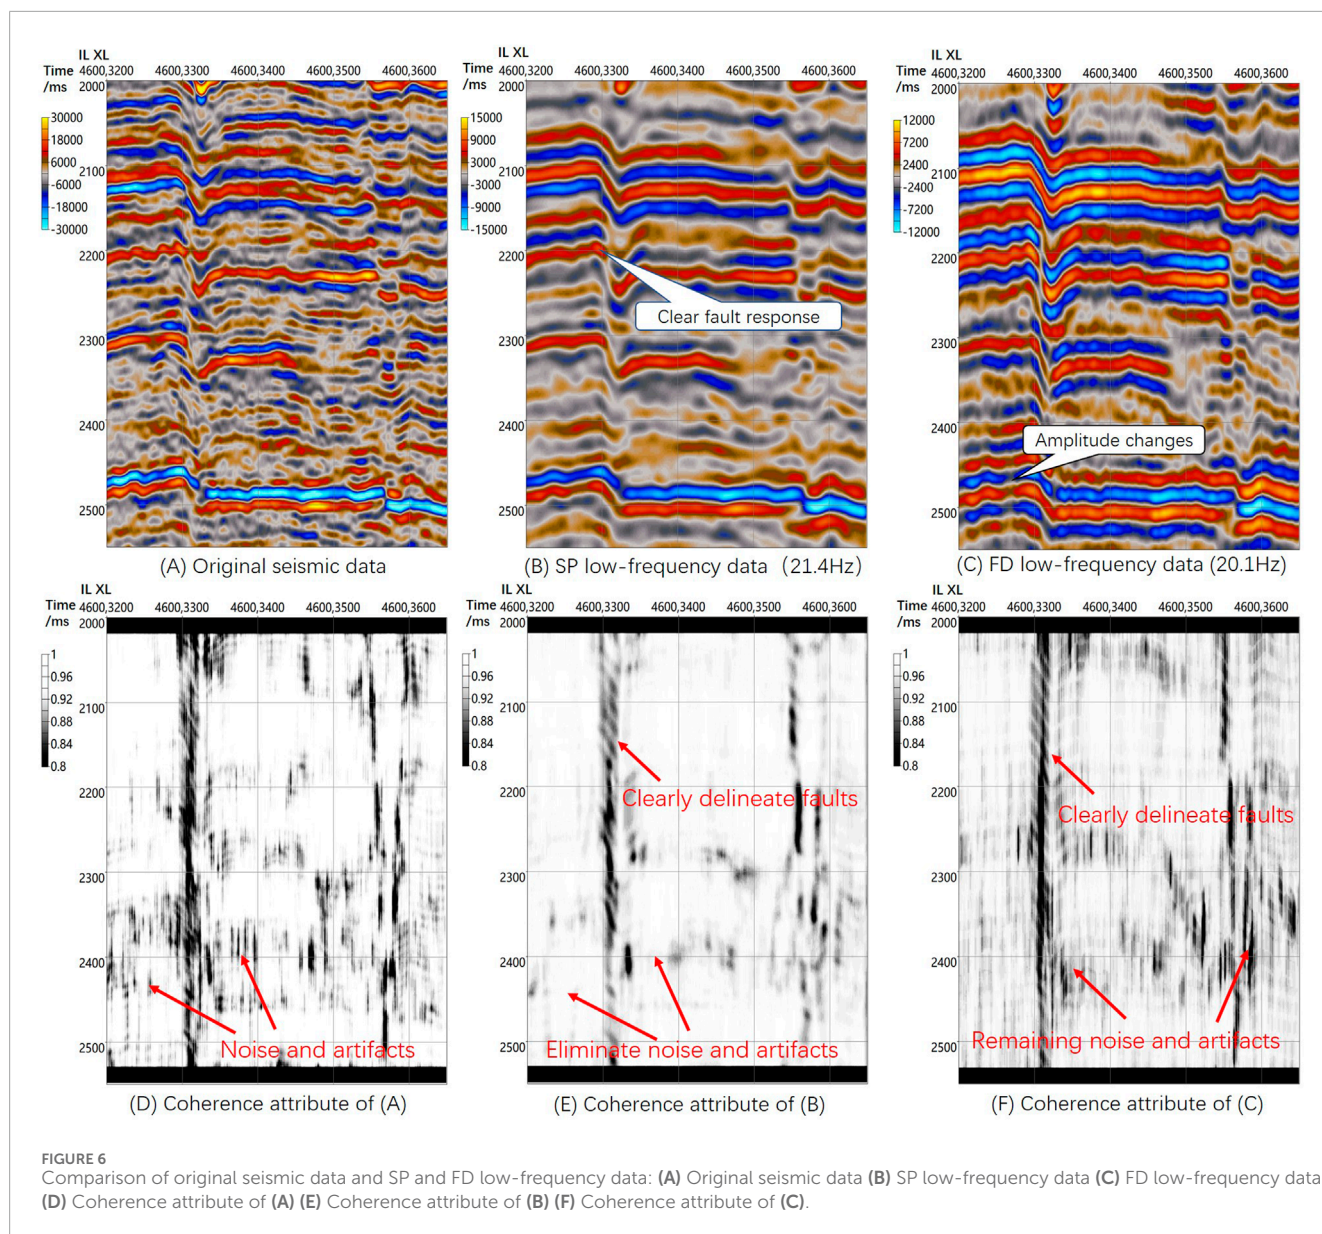 IL XL
Time 4600,3200 4600,3300 4600,3400 4600,3500 4600,3600
/ms
2000
30000
18000
6000
-6000
-18000
-30000
2100
2200
2300
2400
2500
(A) Original seismic data
IL XL
Time 4600,3200 4600,3300 4600,3400 4600,3500 4600,3600
/ms
2000
15000
9000
3000
-3000
-9000
-15000
2100
2200
2300
2400
2500
Clear fault response
(B) SP low-frequency data (21.4Hz)
IL XL
Time 4600,3200 4600,3300 4600,3400 4600,3500 4600,3600
/ms
2000
12000
7200
2400
-2400
-7200
-12000
2100
2200
2300
2400
2500
Amplitude changes
(C) FD low-frequency data (20.1Hz)
IL XL
Time 4600,3200 4600,3300 4600,3400 4600,3500 4600,3600
/ms
2000
1
0.96
0.92
0.88
0.84
0.8
2100
2200
2300
2400
2500
Noise and artifacts
(D) Coherence attribute of (A)
IL XL
Time 4600,3200 4600,3300 4600,3400 4600,3500 4600,3600
/ms
2000
1
0.96
0.92
0.88
0.84
0.8
2100
2200
2300
2400
2500
Clearly delineate faults
Eliminate noise and artifacts
(E) Coherence attribute of (B)
IL XL
Time 4600,3200 4600,3300 4600,3400 4600,3500 4600,3600
/ms
2000
1
0.96
0.92
0.88
0.84
0.8
2100
2200
2300
2400
2500
Clearly delineate faults
Remaining noise and artifacts
(F) Coherence attribute of (C)
FIGURE 6
Comparison of original seismic data and SP and FD low-frequency data: (A) Original seismic data (B) SP low-frequency data (C) FD low-frequency data
(D) Coherence attribute of (A) (E) Coherence attribute of (B) (F) Coherence attribute of (C).